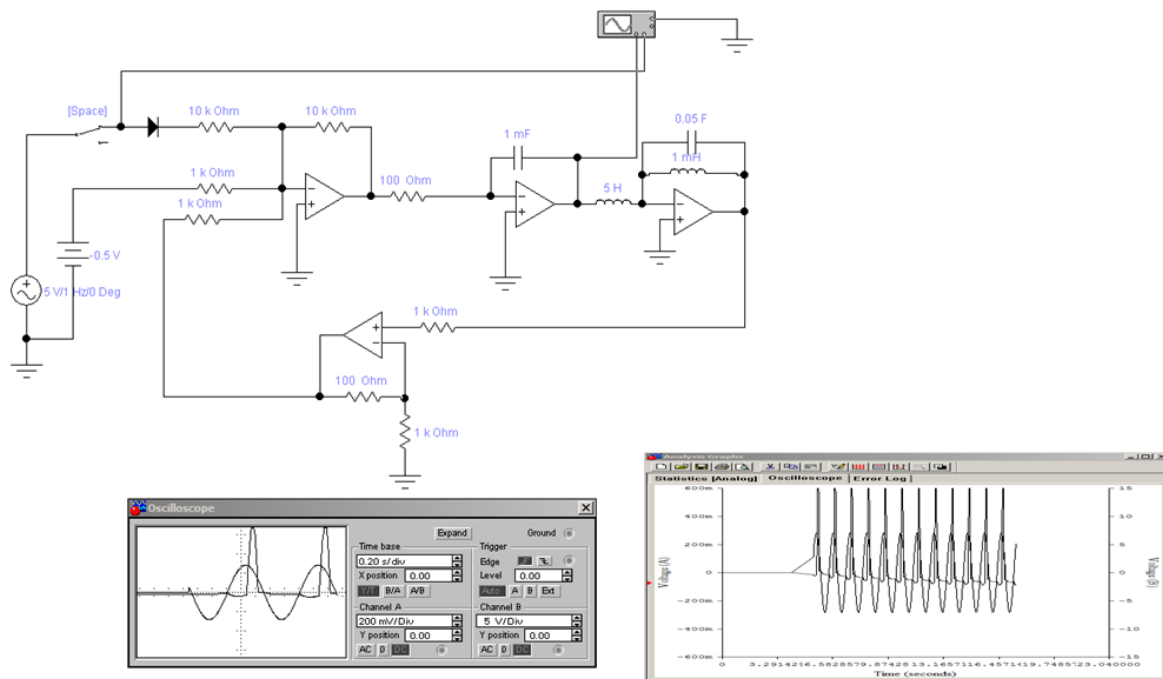 [Space]
10 k Ohm
10 k Ohm
1 mF
0.05 F
1 mH
1 k Ohm
100 Ohm
5 H
1 k Ohm
-0.5 V
5 V/1 Hz/0 Deg
1 k Ohm
100 Ohm
1 k Ohm
Oscilloscope
Expand
Ground
Time base
0.20 s/div
X position 0.00
Y/T B/A A/B
Trigger
Edge
Level 0.00
Auto A B Ext
Channel A
200 mV/Div
Y position 0.00
AC 0 DC
Channel B
5 V/Div
Y position 0.00
AC 0 DC
Analysis Graphs
Statistics [Analog] Oscilloscope Error Log
600m
400m
200m
0
-200m
-400m
-600m
Voltage (A)
15
10
5
0
-5
-10
-15
Voltage (B)
0
Time (seconds)